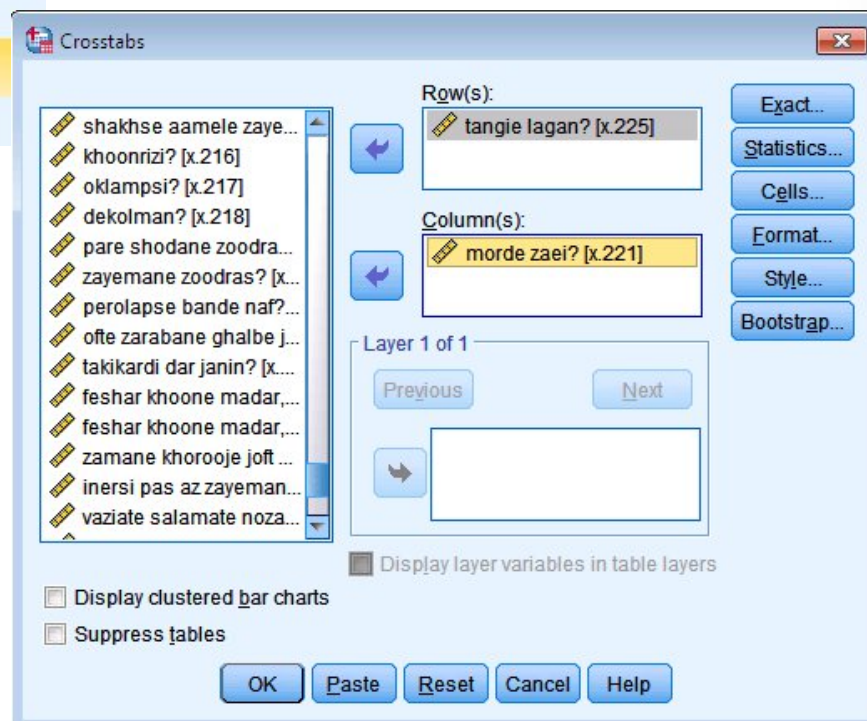 Crosstabs
shakhse aamele zaye...
khoonrizi? [x.216]
oklampsi? [x.217]
dekolman? [x.218]
pare shodane zoodra...
zayemane zoodras? [x...
perolapse bande naf?...
ofte zarabane ghalbe j...
takikardi dar janin? [x....
feshar khoone madar,...
feshar khoone madar,...
zamane khorooje joft ...
inersi pas az zayeman...
vaziate salamate noza...
Row(s):
tangie lagan? [x.225]
Column(s):
morde zaei? [x.221]
Layer 1 of 1
Previous
Next
Display layer variables in table layers
Exact...
Statistics...
Cells...
Format...
Style...
Bootstrap...
Display clustered bar charts
Suppress tables
OK
Paste
Reset
Cancel
Help